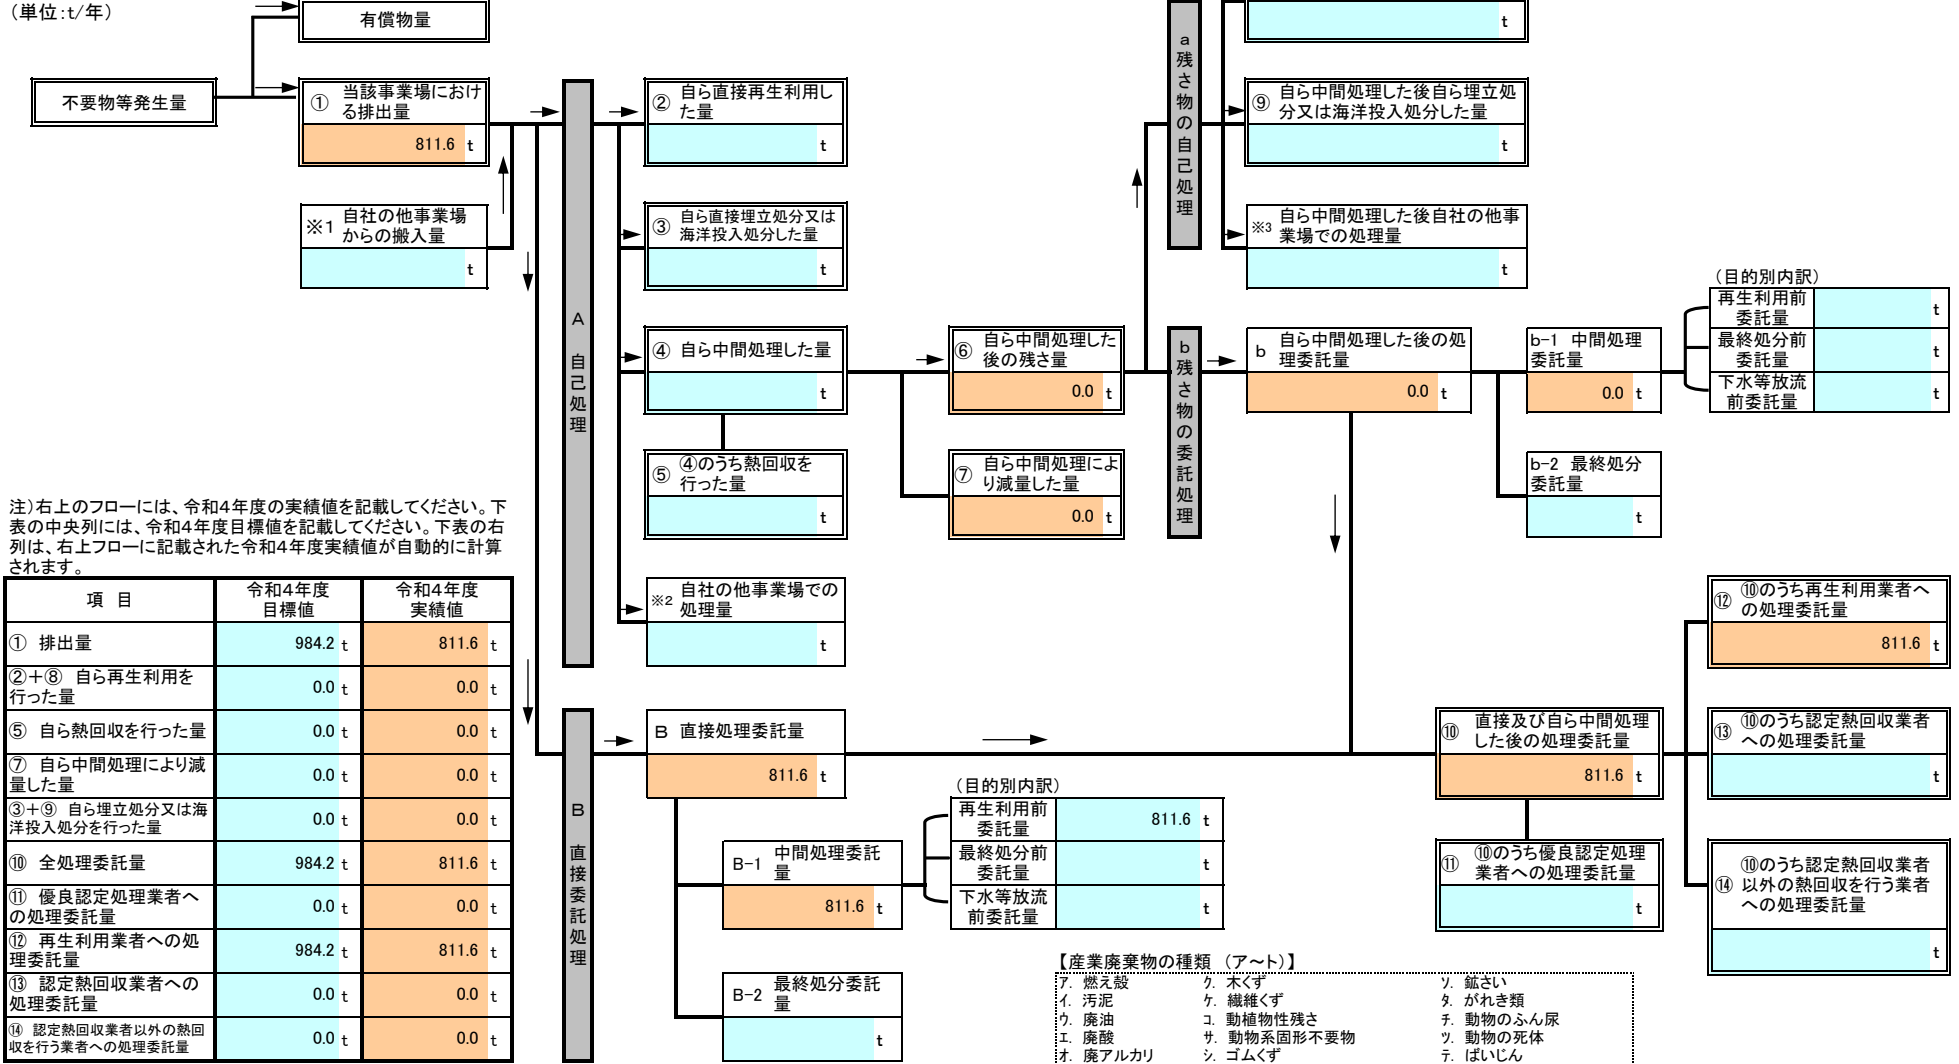 （単位：t/年）
有償物量
不要物等発生量
① 当該事業場におけ
る排出量
811.6 t
※1 自社の他事業場
からの搬入量
t
A 自己処理
② 自ら直接再生利用し
た量
t
③ 自ら直接埋立処分又は
海洋投入処分した量
t
④ 自ら中間処理した量
t
⑤ ④のうち熱回収を
行った量
t
※2 自社の他事業場での
処理量
t
⑥ 自ら中間処理した
後の残さ量
0.0 t
⑦ 自ら中間処理によ
り減量した量
0.0 t
a残さ物の自己処理
t
⑨ 自ら中間処理した後自ら埋立処
分又は海洋投入処分した量
t
※3 自ら中間処理した後自社の他事
業場での処理量
t
b残さ物の委託処理
b 自ら中間処理した後の処
理委託量
0.0 t
b-1 中間処理
委託量
0.0 t
b-2 最終処分
委託量
t
（目的別内訳）
再生利用前
委託量
t
最終処分前
委託量
t
下水等放流
前委託量
t
注）右上のフローには、令和４年度の実績値を記載してください。下
表の中央列には、令和４年度目標値を記載してください。下表の右
列は、右上フローに記載された令和４年度実績値が自動的に計算
されます。
項 目
令和４年度
目標値
令和４年度
実績値
① 排出量
984.2 t 811.6 t
②＋⑧ 自ら再生利用を
行った量
0.0 t 0.0 t
⑤ 自ら熱回収を行った量
0.0 t 0.0 t
⑦ 自ら中間処理により減
量した量
0.0 t 0.0 t
③＋⑨ 自ら埋立処分又は海
洋投入処分を行った量
0.0 t 0.0 t
⑩ 全処理委託量
984.2 t 811.6 t
⑪ 優良認定処理業者へ
の処理委託量
0.0 t 0.0 t
⑫ 再生利用業者への処
理委託量
984.2 t 811.6 t
⑬ 認定熱回収業者への
処理委託量
0.0 t 0.0 t
⑭ 認定熱回収業者以外の熱回
収を行う業者への処理委託量
0.0 t 0.0 t
B 直接委託処理
B 直接処理委託量
811.6 t
B-1 中間処理委託
量
811.6 t
B-2 最終処分委託
量
t
（目的別内訳）
再生利用前
委託量
811.6 t
最終処分前
委託量
t
下水等放流
前委託量
t
⑩ 直接及び自ら中間処理
した後の処理委託量
811.6 t
⑪ ⑩のうち優良認定処理
業者への処理委託量
t
⑫ ⑩のうち再生利用業者へ
の処理委託量
811.6 t
⑬ ⑩のうち認定熱回収業者
への処理委託量
t
⑭ ⑩のうち認定熱回収業者
以外の熱回収を行う業者
への処理委託量
t
【産業廃棄物の種類 （ア～ト）】
ア. 燃え殻 ク. 木くず ソ. 鉱さい
イ. 汚泥 ケ. 繊維くず タ. がれき類
ウ. 廃油 コ. 動植物性残さ チ. 動物のふん尿
エ. 廃酸 サ. 動物系固形不要物 ツ. 動物の死体
オ. 廃アルカリ シ. ゴムくず テ. ばいじん